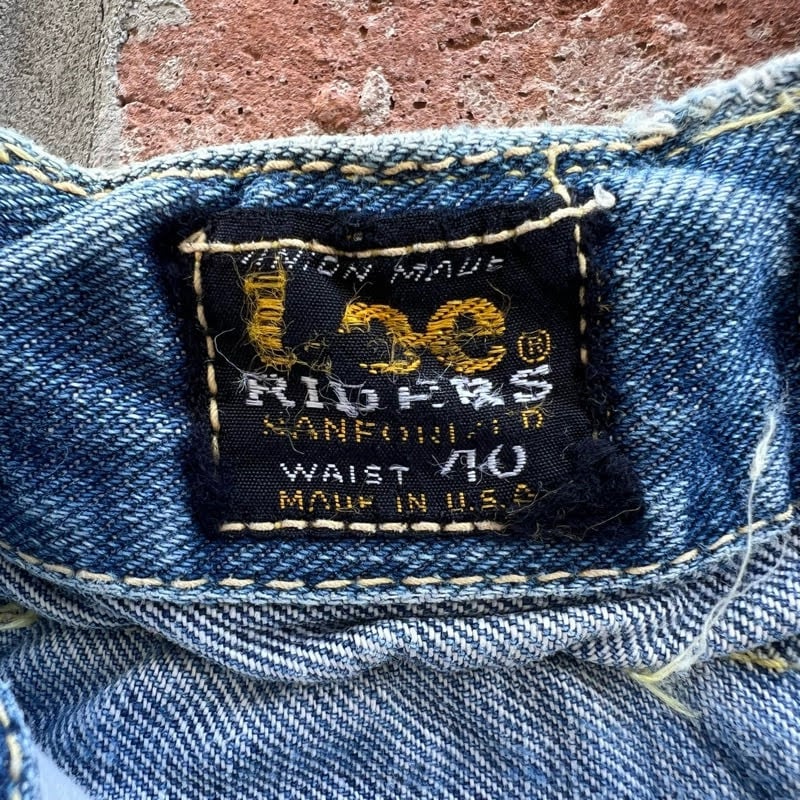 UNION MADE
Lee®
RIDERS
SANFORIZED
WAIST 40
MADE IN U.S.A